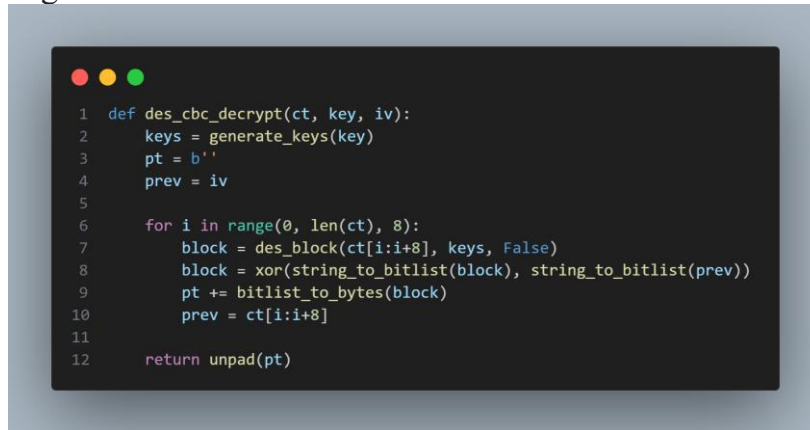 1 def des_cbc_decrypt(ct, key, iv):
2     keys = generate_keys(key)
3     pt = b''
4     prev = iv
5
6     for i in range(0, len(ct), 8):
7         block = des_block(ct[i:i+8], keys, False)
8         block = xor(string_to_bitlist(block), string_to_bitlist(prev))
9         pt += bitlist_to_bytes(block)
10         prev = ct[i:i+8]
11
12     return unpad(pt)